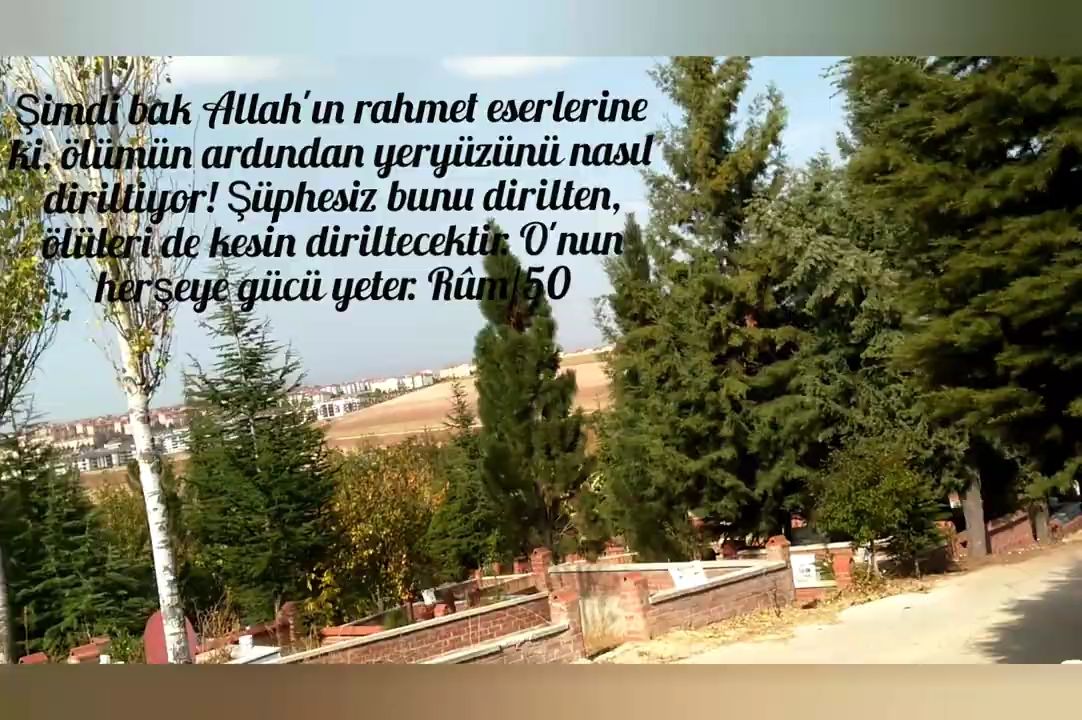 Şimdi bak Allah'ın rahmet eserlerine
ki, ölümün ardından yeryüzünü nasıl
diriltiyor! Şüphesiz bunu dirilten,
ölüleri de kesin diriltecektir. O'nun
herşeye gücü yeter. Rûm/50